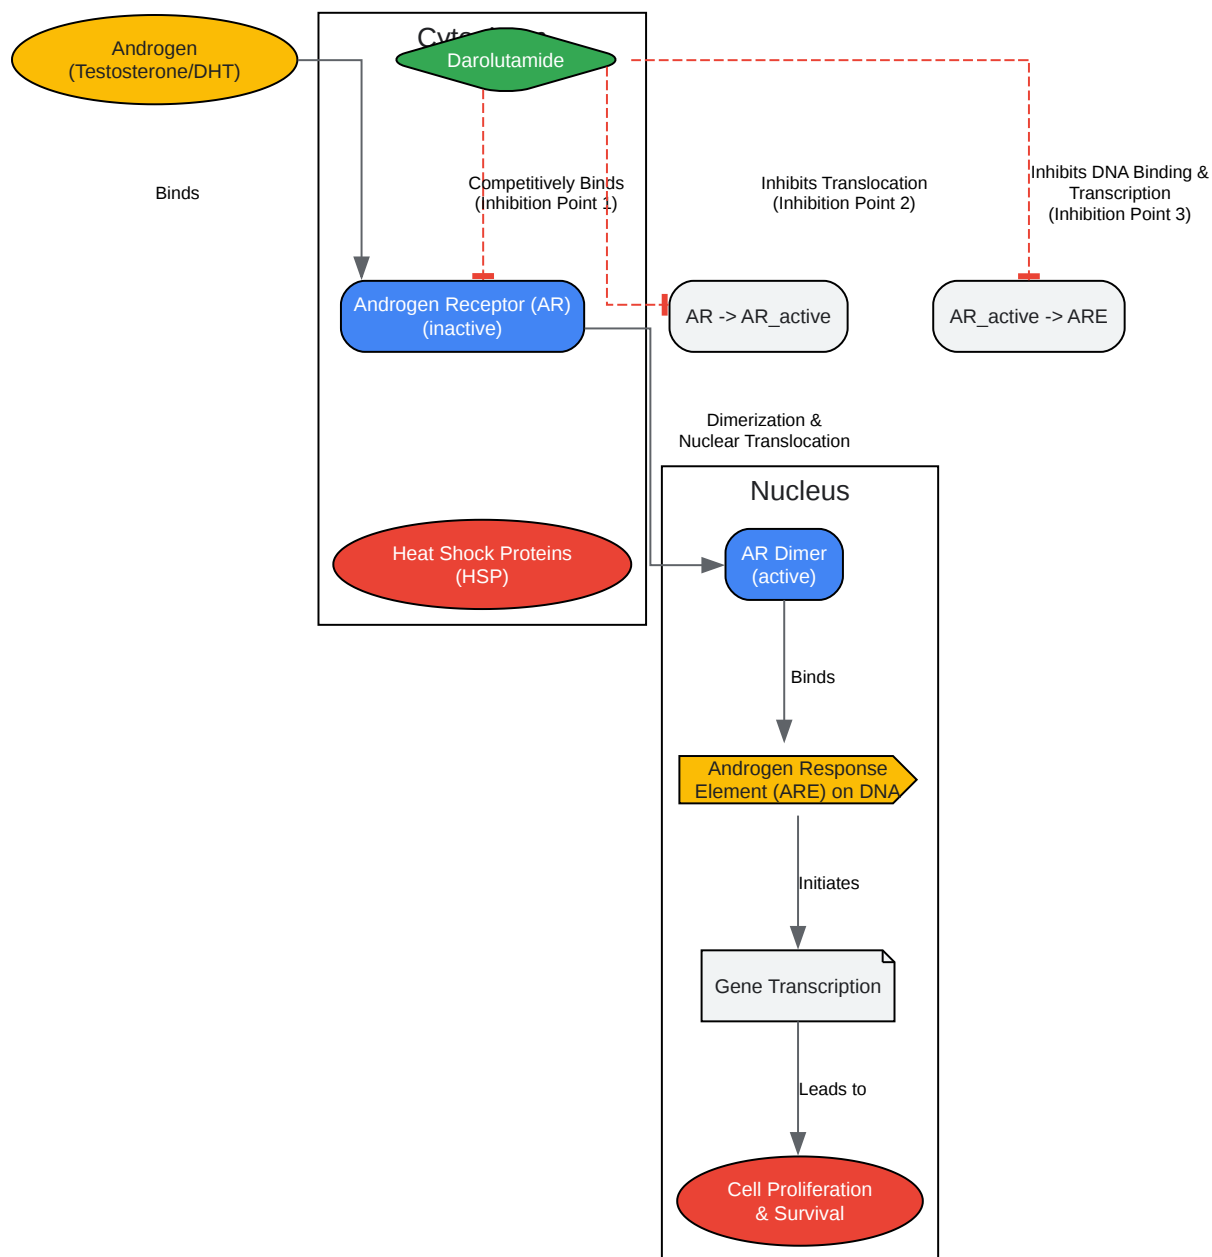 Androgen
(Testosterone/DHT)
Darolutamide
Binds
Competitively Binds
(Inhibition Point 1)
Inhibits Translocation
(Inhibition Point 2)
Inhibits DNA Binding &
Transcription
(Inhibition Point 3)
Androgen Receptor (AR)
(inactive)
AR -> AR_active
AR_active -> ARE
Dimerization &
Nuclear Translocation
Nucleus
Heat Shock Proteins
(HSP)
AR Dimer
(active)
Binds
Androgen Response
Element (ARE) on DNA
Initiates
Gene Transcription
Leads to
Cell Proliferation
& Survival